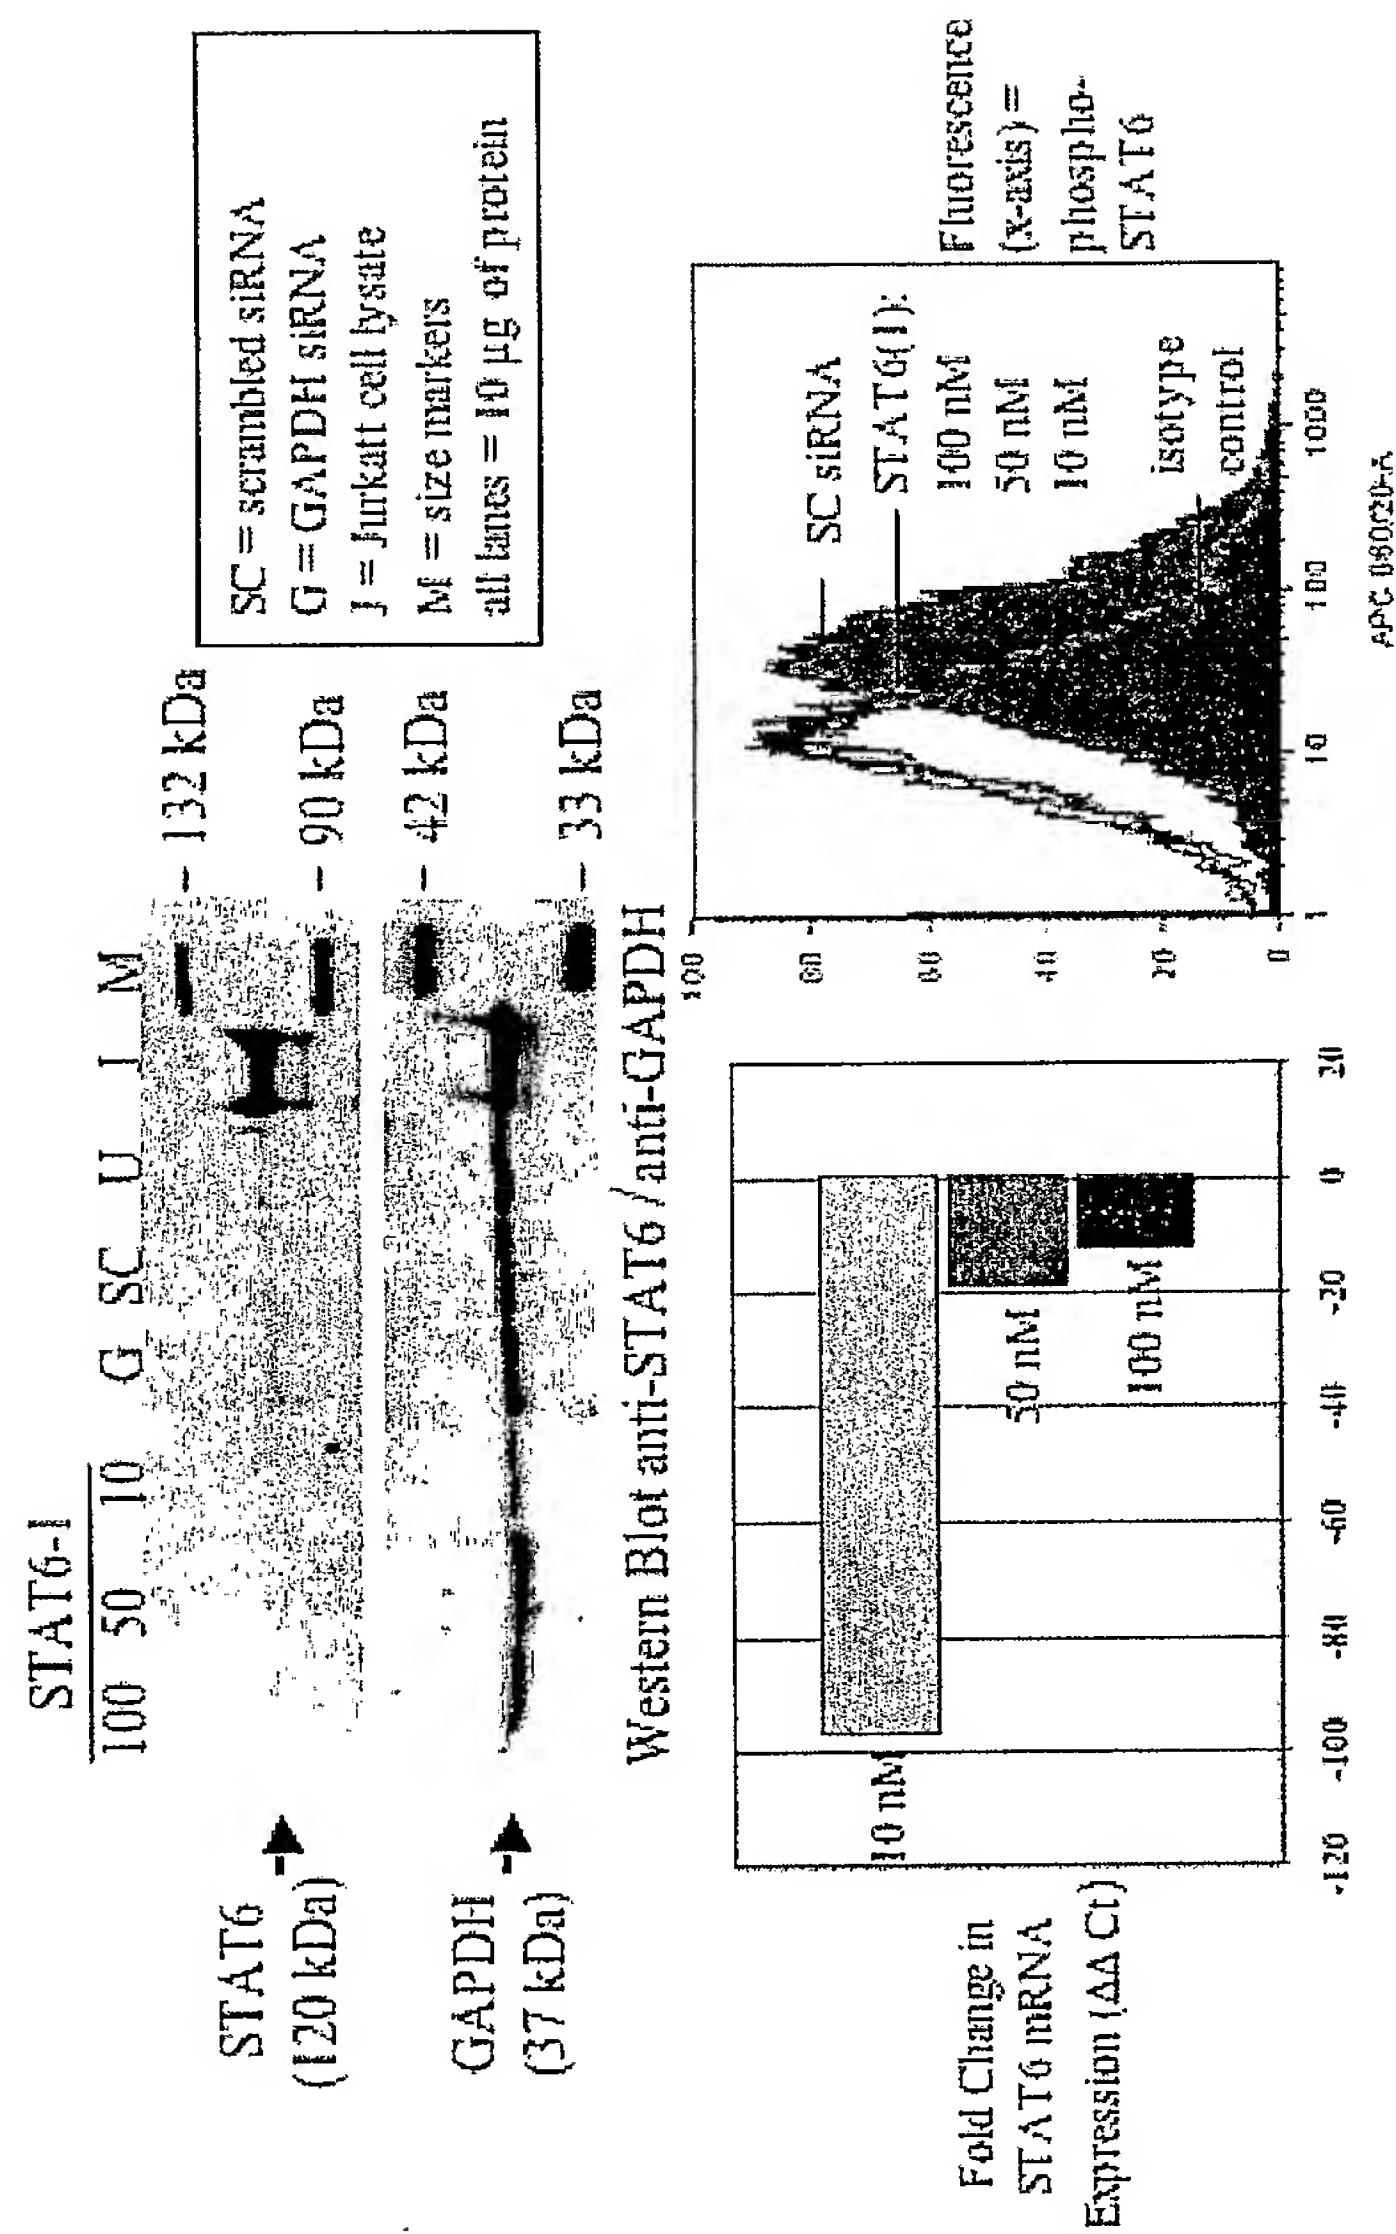 STAT6-I
100 50 10 G SC U J M
STAT6
(120 kDa)
GAPDH
(37 kDa)
132 kDa
90 kDa
42 kDa
33 kDa
SC = scrambled siRNA
G = GAPDH siRNA
J = Jurkatt cell lysate
M = size markers
all lanes = 10 µg of protein
Western Blot anti-STAT6 / anti-GAPDH
Fold Change in
STAT6 mRNA
Expression (ΔΔ Ct)
10 nM
50 nM
100 nM
-120 -100 -80 -60 -40 -20 0 20
100
80
60
40
20
0
1 10 100 1000
SC siRNA
STAT6(1):
100 nM
50 nM
10 nM
isotype
control
Fluorescence
(x-axis) =
phospho-
STAT6